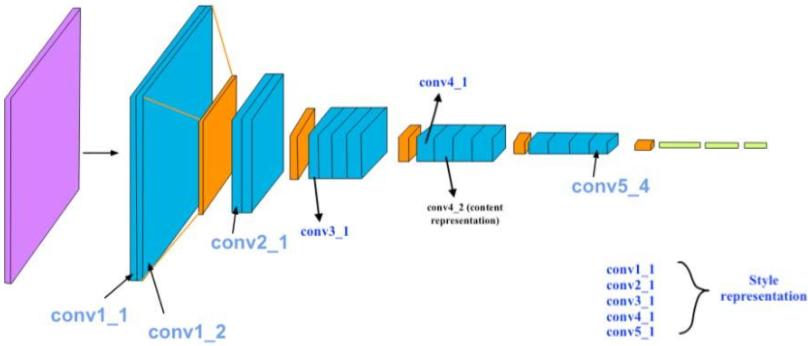 conv4_1
conv4_2 (content
representation)
conv5_4
conv3_1
conv2_1
conv1_1
conv1_2
conv1_1
conv2_1
conv3_1
conv4_1
conv5_1
Style
representation